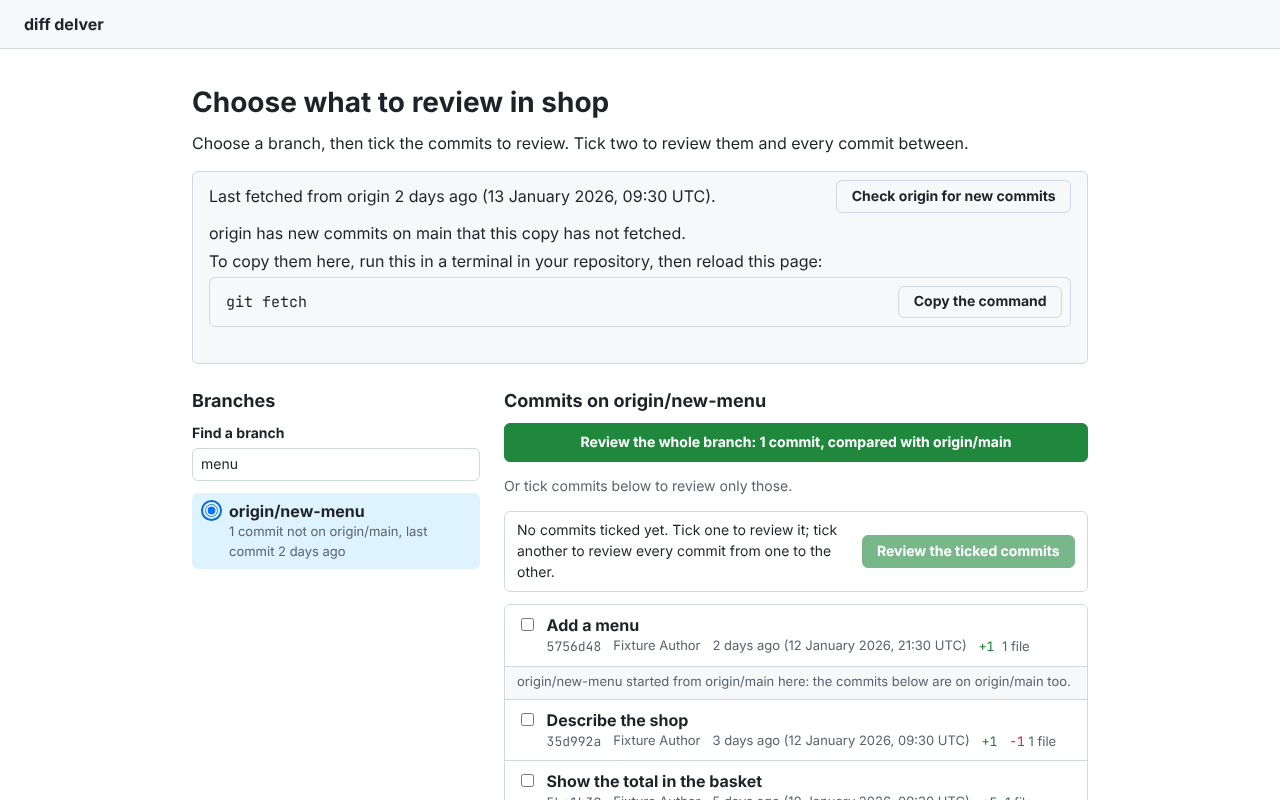 diff delver
Choose what to review in shop
Choose a branch, then tick the commits to review. Tick two to review them and every commit between.
Last fetched from origin 2 days ago (13 January 2026, 09:30 UTC).
Check origin for new commits
origin has new commits on main that this copy has not fetched.
To copy them here, run this in a terminal in your repository, then reload this page:
git fetch
Copy the command
Branches
Find a branch
menu
origin/new-menu
1 commit not on origin/main, last
commit 2 days ago
Commits on origin/new-menu
Review the whole branch: 1 commit, compared with origin/main
Or tick commits below to review only those.
No commits ticked yet. Tick one to review it; tick
another to review every commit from one to the
other.
Review the ticked commits
Add a menu
5756d48 Fixture Author 2 days ago (12 January 2026, 21:30 UTC) +1 1 file
origin/new-menu started from origin/main here: the commits below are on origin/main too.
Describe the shop
35d992a Fixture Author 3 days ago (12 January 2026, 09:30 UTC) +1 -1 1 file
Show the total in the basket